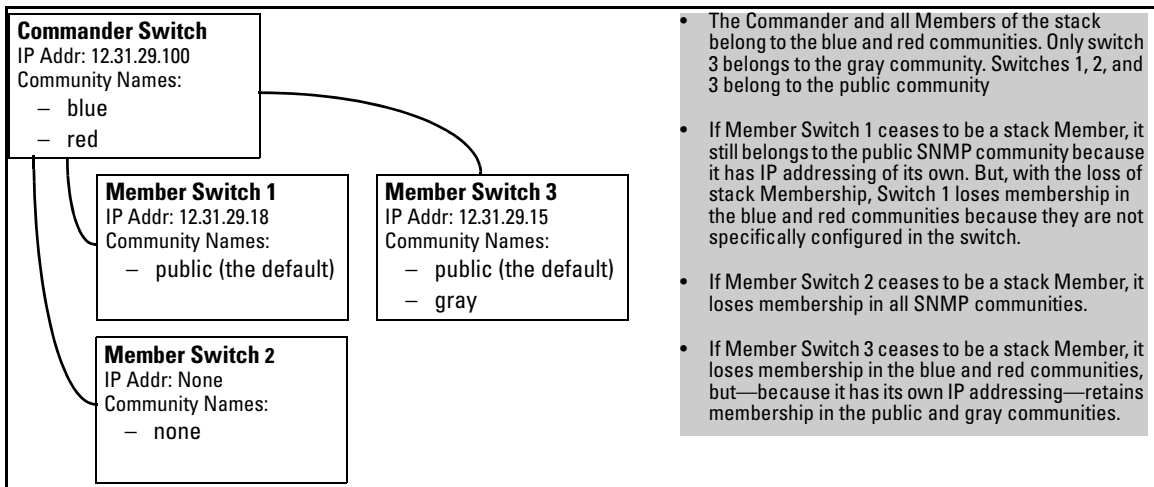 Commander Switch
IP Addr: 12.31.29.100
Community Names:
– blue
– red
Member Switch 1
IP Addr: 12.31.29.18
Community Names:
– public (the default)
Member Switch 3
IP Addr: 12.31.29.15
Community Names:
– public (the default)
– gray
Member Switch 2
IP Addr: None
Community Names:
– none
• The Commander and all Members of the stack
belong to the blue and red communities. Only switch
3 belongs to the gray community. Switches 1, 2, and
3 belong to the public community
• If Member Switch 1 ceases to be a stack Member, it
still belongs to the public SNMP community because
it has IP addressing of its own. But, with the loss of
stack Membership, Switch 1 loses membership in
the blue and red communities because they are not
specifically configured in the switch.
• If Member Switch 2 ceases to be a stack Member, it
loses membership in all SNMP communities.
• If Member Switch 3 ceases to be a stack Member, it
loses membership in the blue and red communities,
but—because it has its own IP addressing—retains
membership in the public and gray communities.